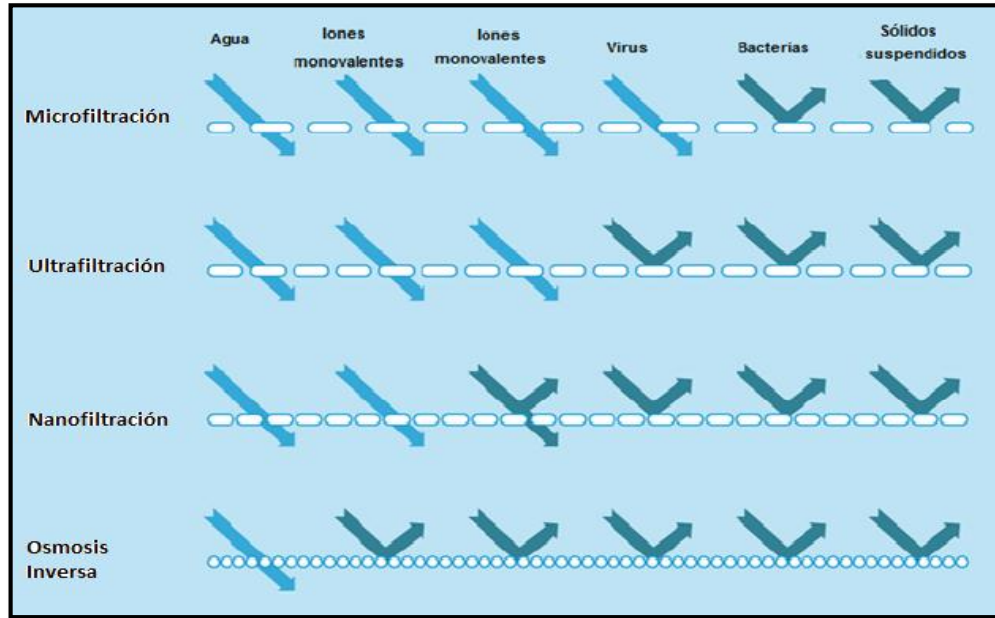 Agua
Iones
monovalentes
Iones
monovalentes
Virus
Bacterias
Sólidos
suspendidos
Microfiltración
Ultrafiltración
Nanofiltración
Osmosis
Inversa